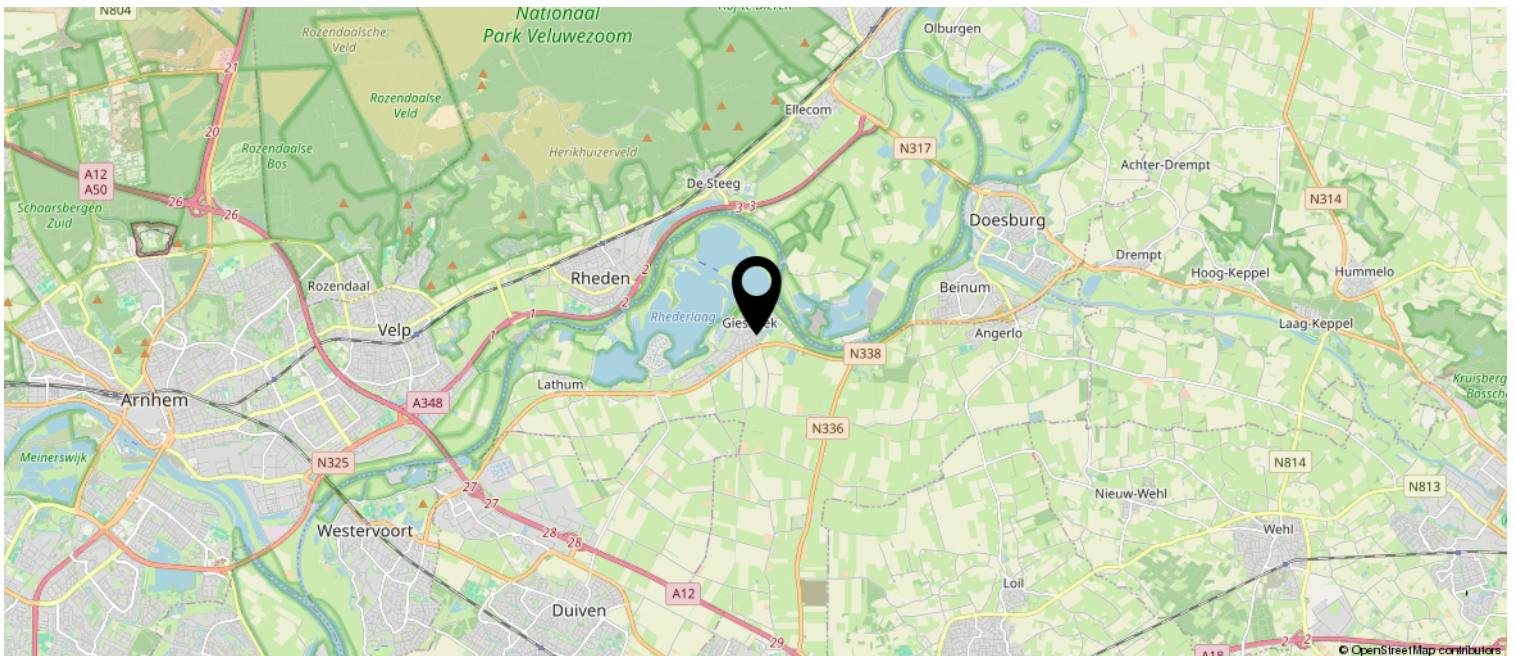 N804
Nationaal
Park Veluwezoom
Rozendaalsche
Veld
Olburgen
21
Rozendaalse
Veld
Ellecom
20
Rozendaalse
Bos
Herikhuizerveld
N317
Achter-Drempt
A12
A50
De Steeg
26
26
3
3
N314
Schaarsbergen
Zuid
Doesburg
Drempt
Hoog-Keppel
Hummelo
Rheden
2
Rozendaal
Beinum
2
1
Rhederlaag
Laag-Keppel
Velp
1
Angerlo
N338
Lathum
Arnhem
A348
N336
Meinerswijk
N325
N814
27
27
Nieuw-Wehl
N813
Westervoort
28
28
Wehl
Loil
A12
Duiven
29
2
2
A18
© OpenStreetMap contributors